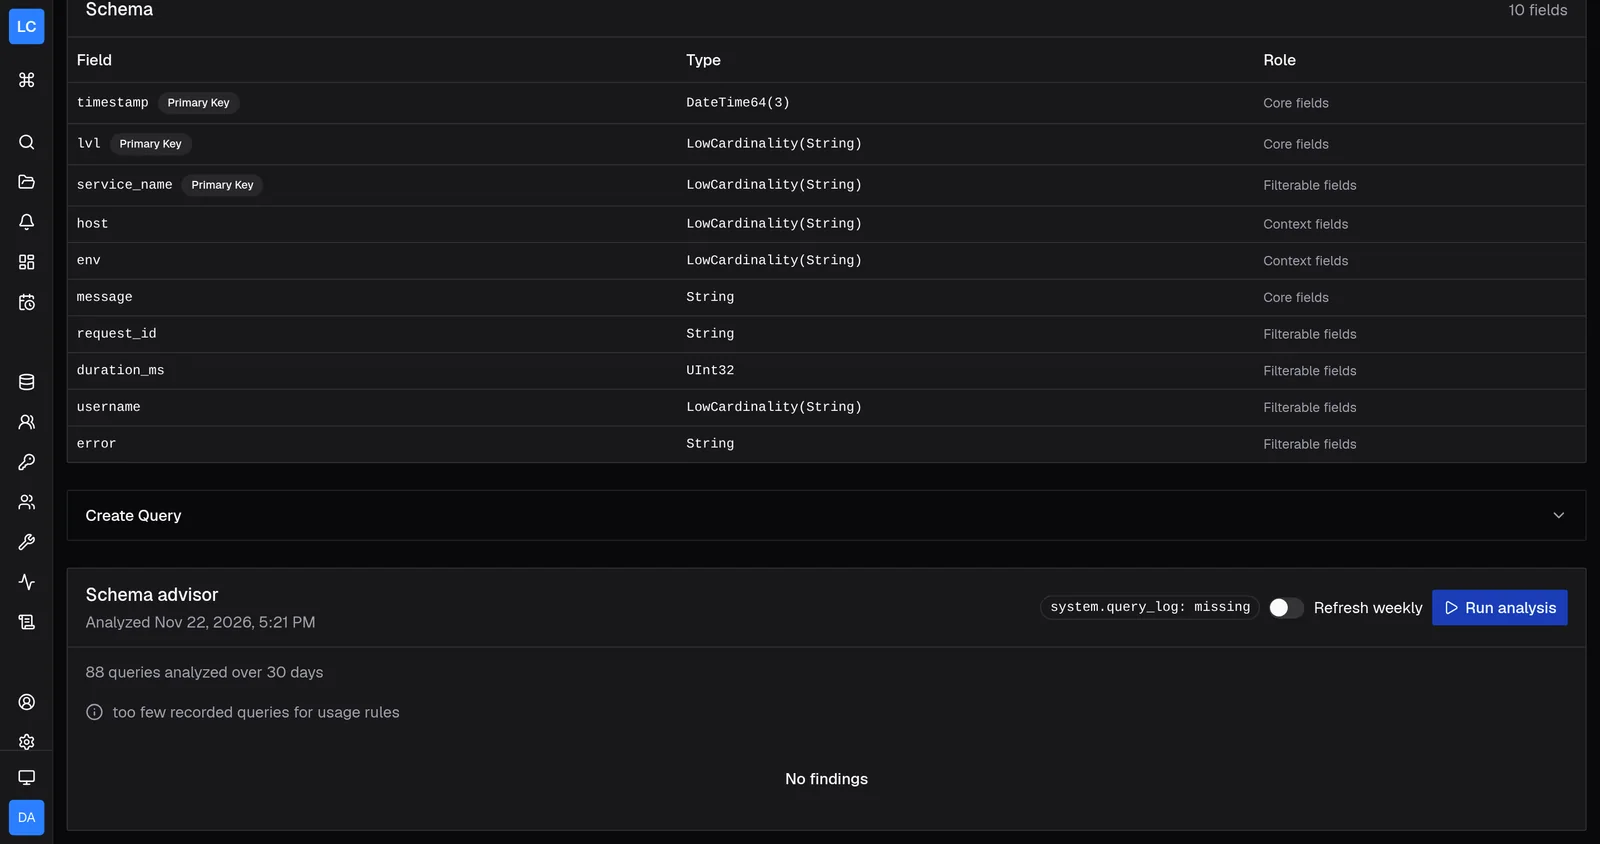 LC
Schema
10 fields
Field Type Role
timestamp Primary Key DateTime64(3) Core fields
lvl Primary Key LowCardinality(String) Core fields
service_name Primary Key LowCardinality(String) Filterable fields
host LowCardinality(String) Context fields
env LowCardinality(String) Context fields
message String Core fields
request_id String Filterable fields
duration_ms UInt32 Filterable fields
username LowCardinality(String) Filterable fields
error String Filterable fields
Create Query
Schema advisor
Analyzed Nov 22, 2026, 5:21 PM
system.query_log: missing Refresh weekly Run analysis
88 queries analyzed over 30 days
too few recorded queries for usage rules
No findings
DA